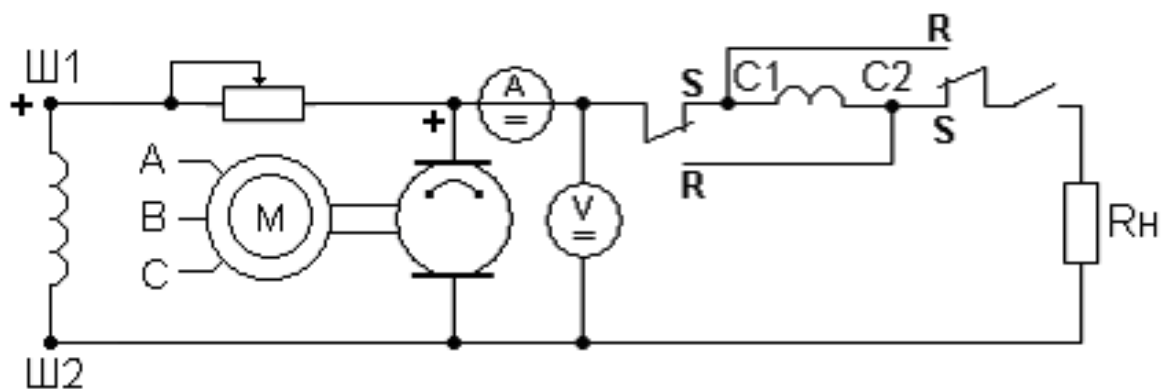 R
Ш1
S C1 C2
+
A
=
+
S
A
R
B M
V
=
Rн
C
Ш2